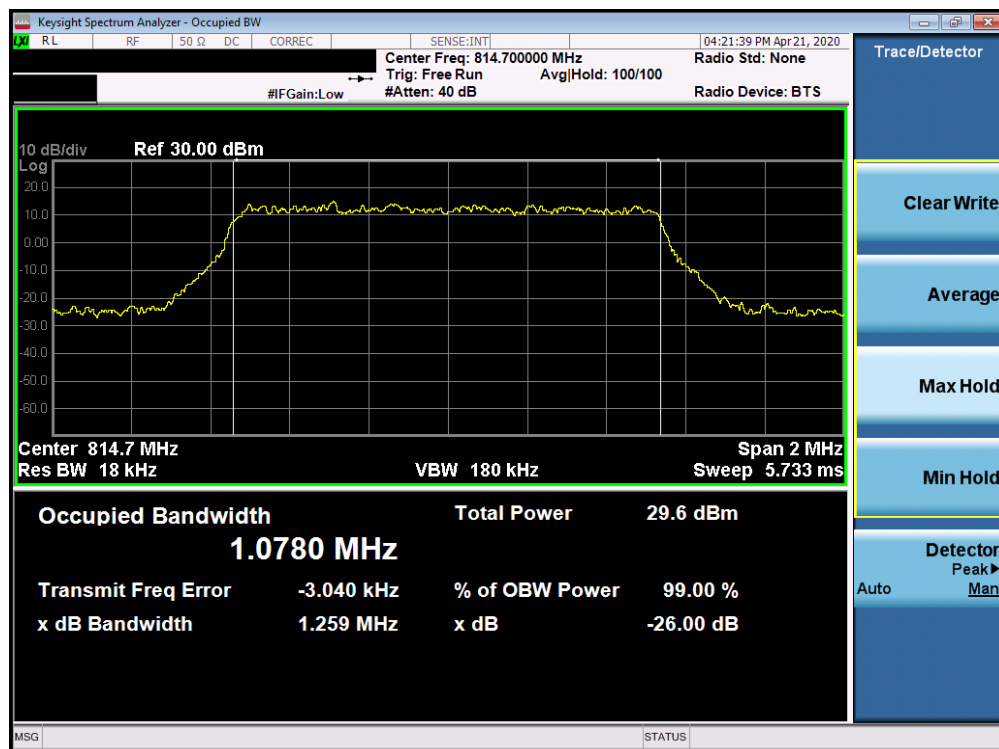 Keysight Spectrum Analyzer - Occupied BW
LXI RL RF 50 Ω DC CORREC SENSE:INT 04:21:39 PM Apr 21, 2020
Center Freq: 814.700000 MHz Radio Std: None
Trig: Free Run Avg|Hold: 100/100
#IFGain:Low #Atten: 40 dB Radio Device: BTS
10 dB/div Ref 30.00 dBm
Log
20.0
10.0
0.00
-10.0
-20.0
-30.0
-40.0
-50.0
-60.0
Center 814.7 MHz Span 2 MHz
Res BW 18 kHz VBW 180 kHz Sweep 5.733 ms
Occupied Bandwidth Total Power 29.6 dBm
1.0780 MHz
Transmit Freq Error -3.040 kHz % of OBW Power 99.00 %
x dB Bandwidth 1.259 MHz x dB -26.00 dB
MSG STATUS
Trace/Detector
Clear Write
Average
Max Hold
Min Hold
Detector
Peak▶
Auto Man